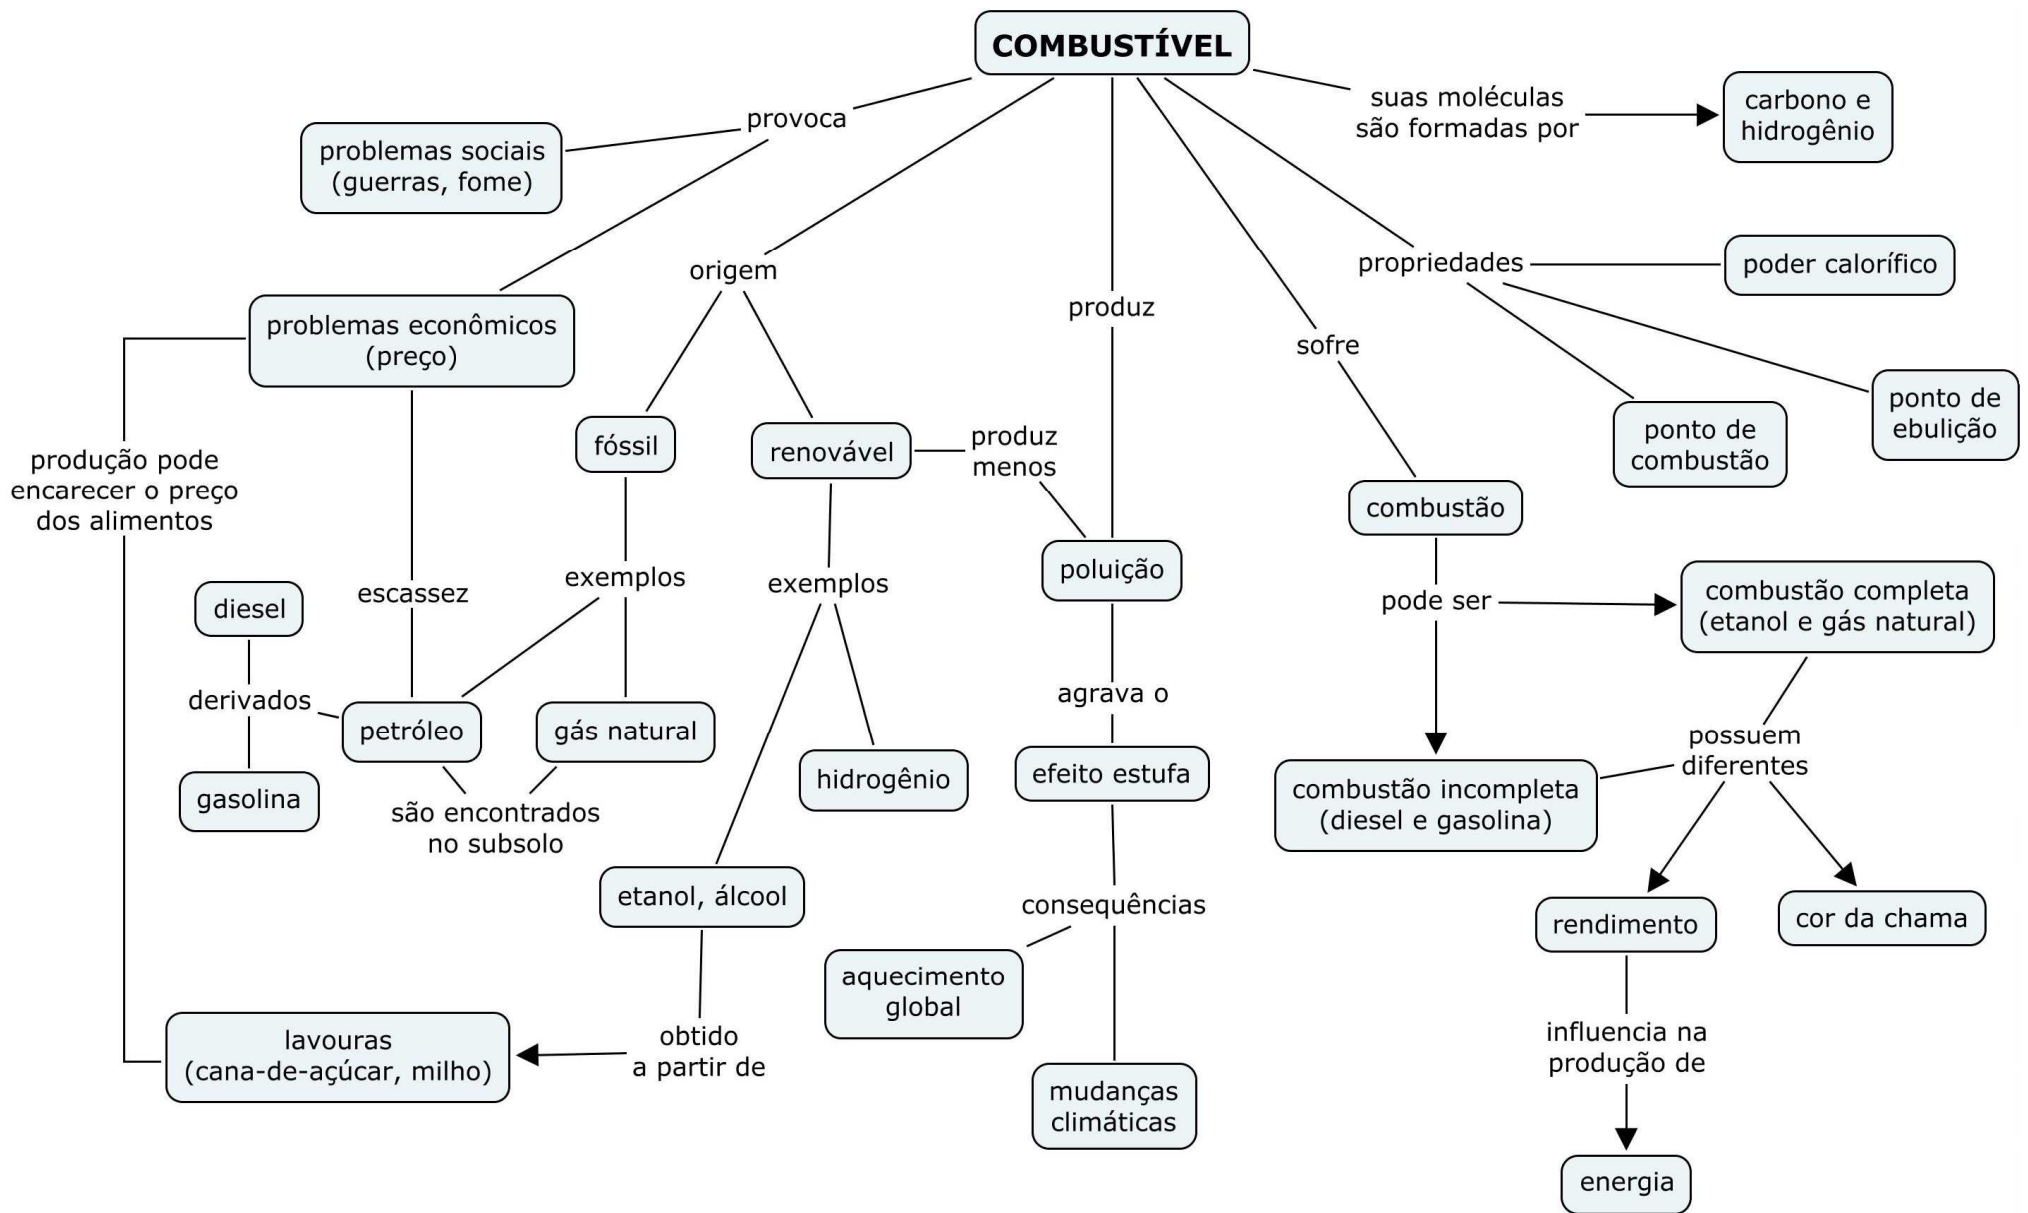 COMBUSTÍVEL
suas moléculas
são formadas por
carbono e
hidrogênio
provoca
problemas sociais
(guerras, fome)
origem
propriedades
poder calorífico
produz
problemas econômicos
(preço)
sofre
ponto de
ebulição
ponto de
combustão
fóssil
renovável
produz
menos
produção pode
encarecer o preço
dos alimentos
combustão
poluição
exemplos
exemplos
escassez
diesel
pode ser
combustão completa
(etanol e gás natural)
derivados
agrava o
petróleo
gás natural
possuem
diferentes
hidrogênio
efeito estufa
combustão incompleta
(diesel e gasolina)
gasolina
são encontrados
no subsolo
etanol, álcool
consequências
rendimento
cor da chama
aquecimento
global
lavouras
(cana-de-açúcar, milho)
obtido
a partir de
influencia na
produção de
mudanças
climáticas
energia